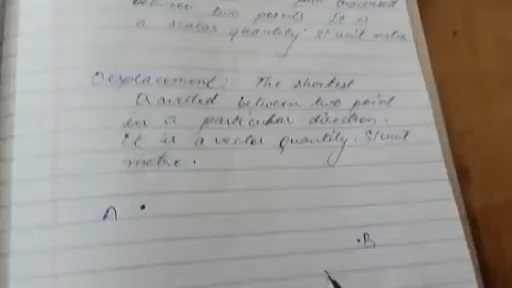 between two points It is
a scalar quantity. SI unit metre
Desplacement:- The shortest
travelled between two point
in a particular direction.
It is a vector quantity. SI unit
metre.
A
B